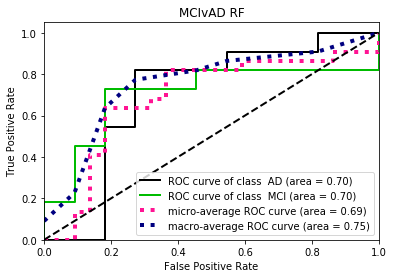 MCIvAD RF
True Positive Rate
1.0
0.8
0.6
0.4
0.2
0.0
ROC curve of class  AD (area = 0.70)
ROC curve of class  MCI (area = 0.70)
micro-average ROC curve (area = 0.69)
macro-average ROC curve (area = 0.75)
0.0 0.2 0.4 0.6 0.8 1.0
False Positive Rate